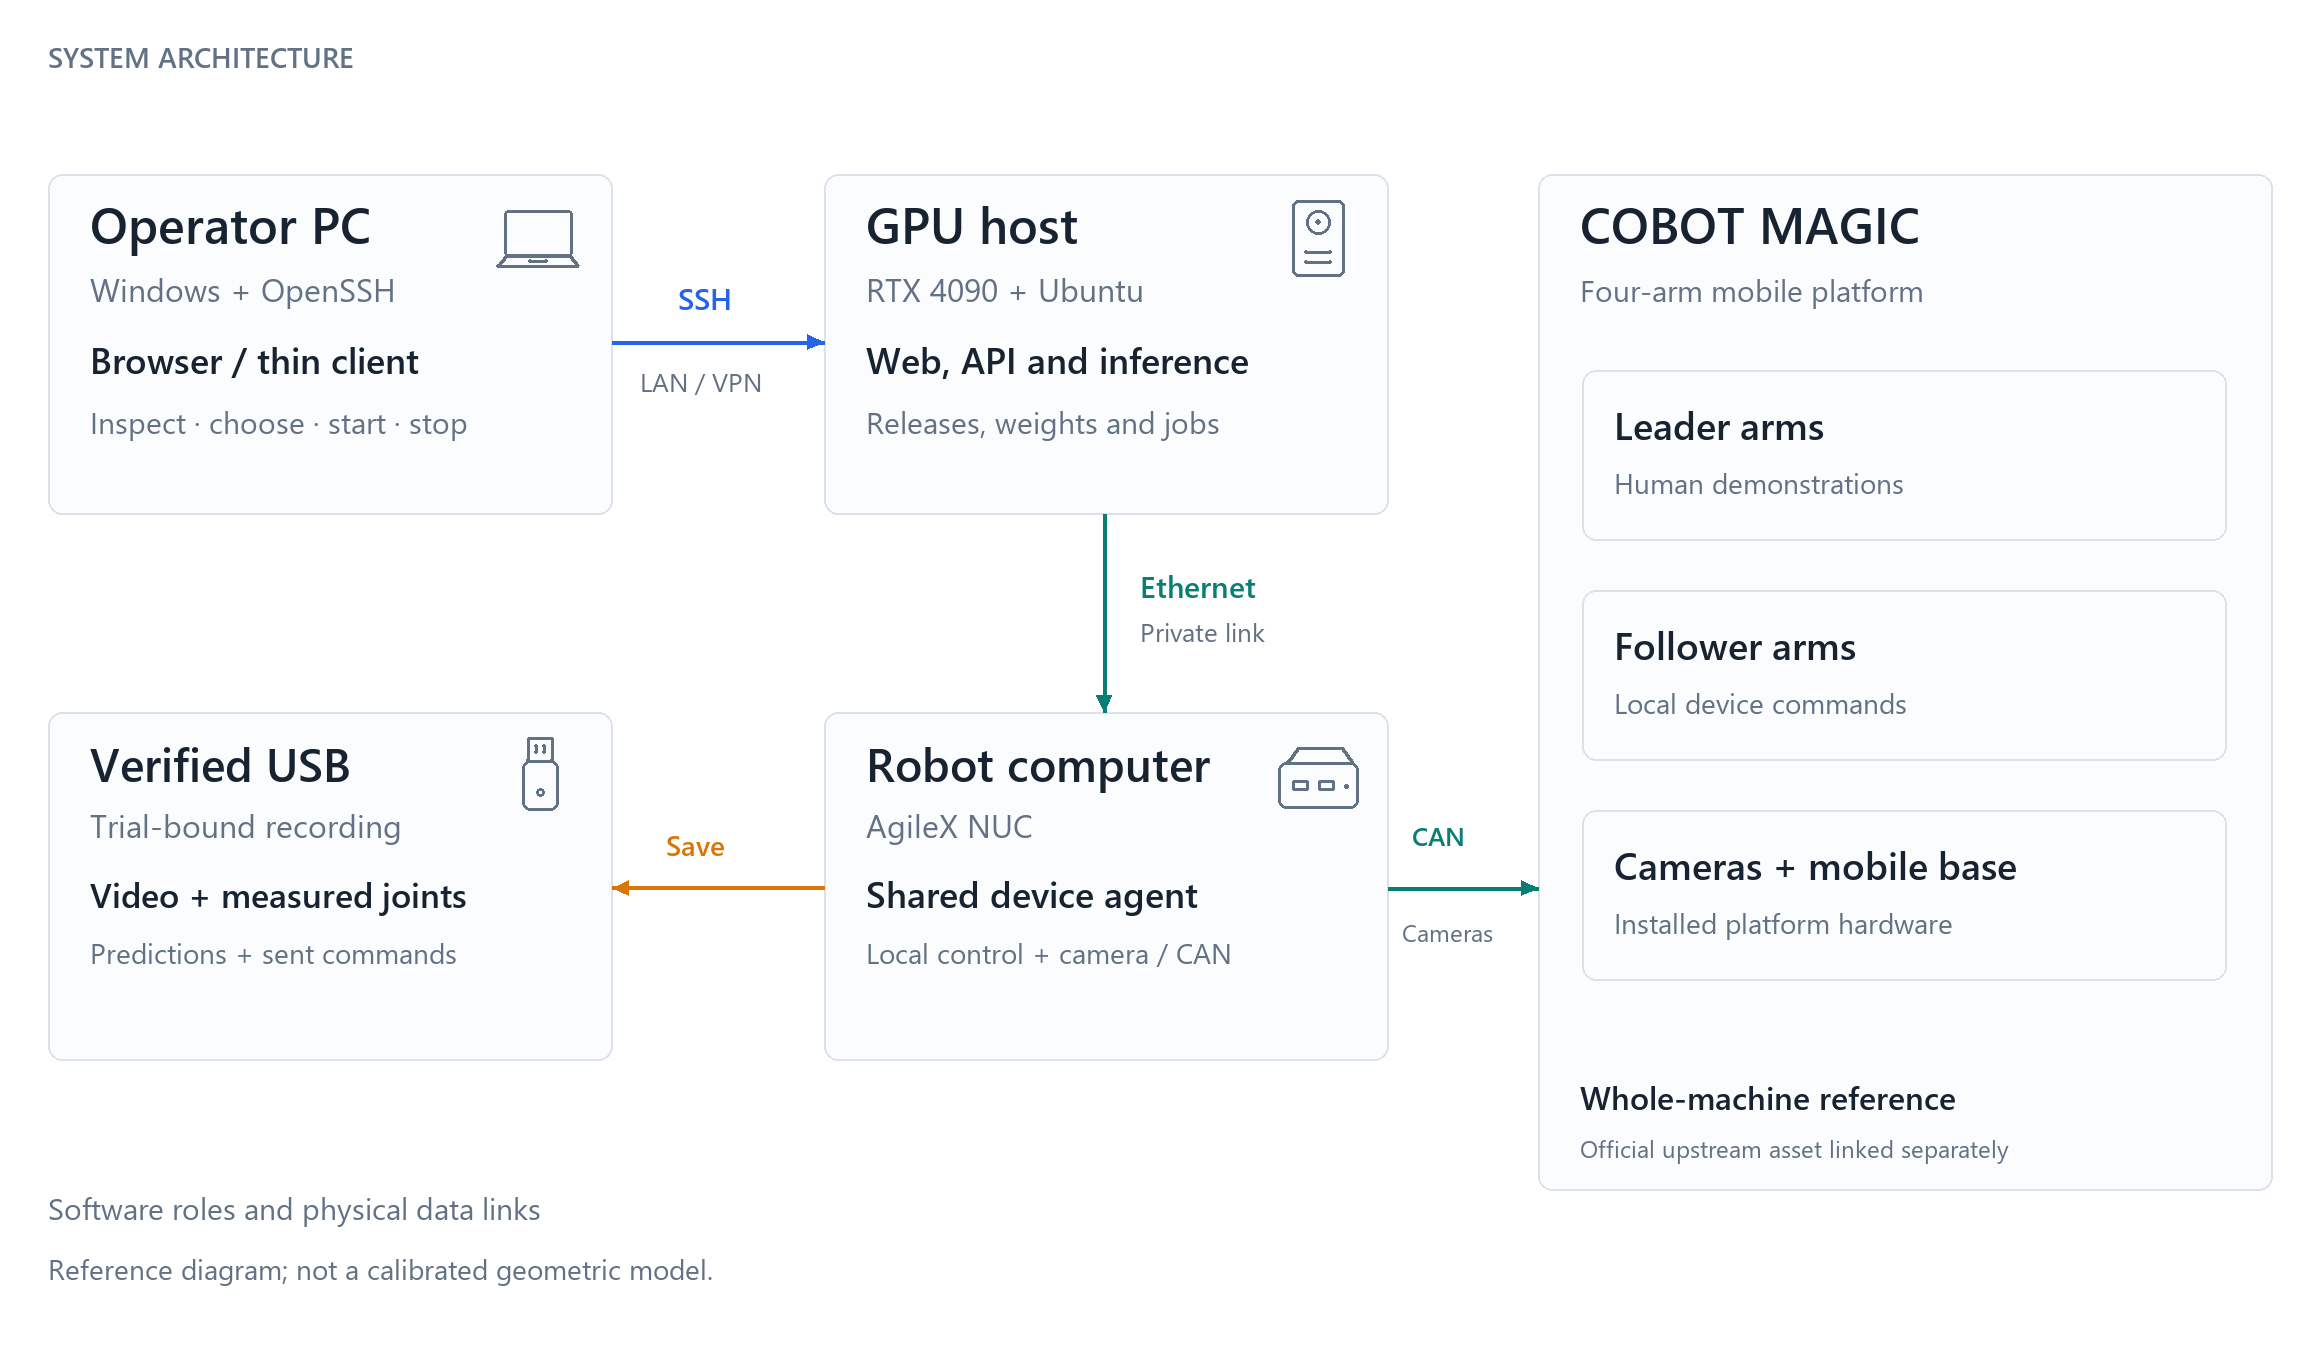 SYSTEM ARCHITECTURE
Operator PC
Windows + OpenSSH
Browser / thin client
Inspect · choose · start · stop
SSH
LAN / VPN
GPU host
RTX 4090 + Ubuntu
Web, API and inference
Releases, weights and jobs
Ethernet
Private link
Verified USB
Trial-bound recording
Video + measured joints
Predictions + sent commands
Save
Robot computer
AgileX NUC
Shared device agent
Local control + camera / CAN
CAN
Cameras
COBOT MAGIC
Four-arm mobile platform
Leader arms
Human demonstrations
Follower arms
Local device commands
Cameras + mobile base
Installed platform hardware
Whole-machine reference
Official upstream asset linked separately
Software roles and physical data links
Reference diagram; not a calibrated geometric model.